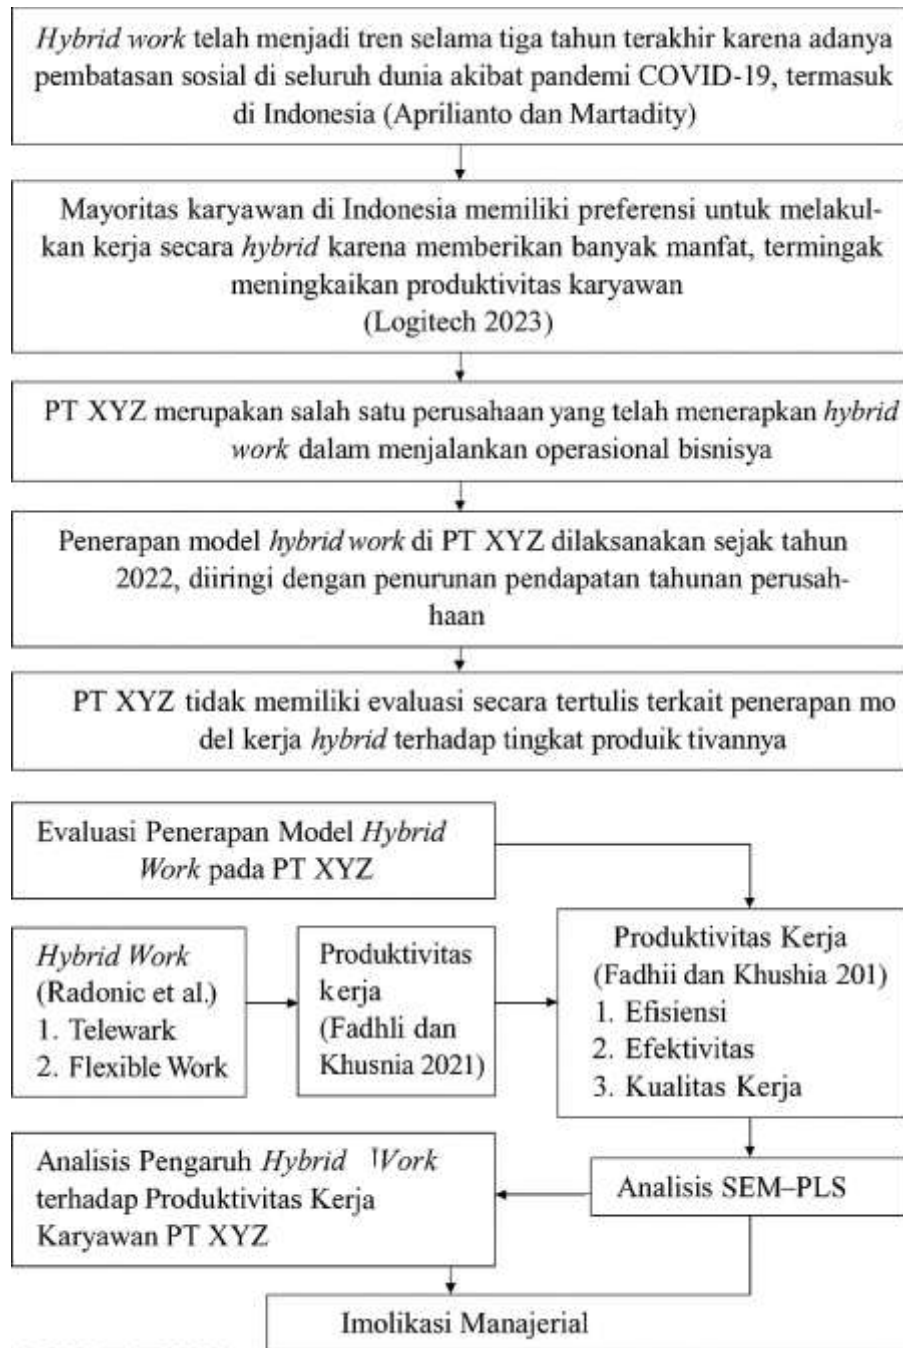 Hybrid work telah menjadi tren selama tiga tahun terakhir karena adanya
pembatasan sosial di seluruh dunia akibat pandemi COVID-19, termasuk
di Indonesia (Aprilianto dan Martadity)
Mayoritas karyawan di Indonesia memiliki preferensi untuk melakul-
kan kerja secara hybrid karena memberikan banyak manfat, termingak
meningkaikan produktivitas karyawan
(Logitech 2023)
PT XYZ merupakan salah satu perusahaan yang telah menerapkan hybrid
work dalam menjalankan operasional bisnisya
Penerapan model hybrid work di PT XYZ dilaksanakan sejak tahun
2022, diiringi dengan penurunan pendapatan tahunan perusah-
haan
PT XYZ tidak memiliki evaluasi secara tertulis terkait penerapan mo
del kerja hybrid terhadap tingkat produik tivannya
Evaluasi Penerapan Model Hybrid
Work pada PT XYZ
Hybrid Work
(Radonic et al.)
1. Telewark
2. Flexible Work
Produktivitas
kerja
(Fadhli dan
Khusnia 2021)
Produktivitas Kerja
(Fadhii dan Khushia 201)
1. Efisiensi
2. Efektivitas
3. Kualitas Kerja
Analisis Pengaruh Hybrid Work
terhadap Produktivitas Kerja
Karyawan PT XYZ
Analisis SEM–PLS
Imolikasi Manajerial